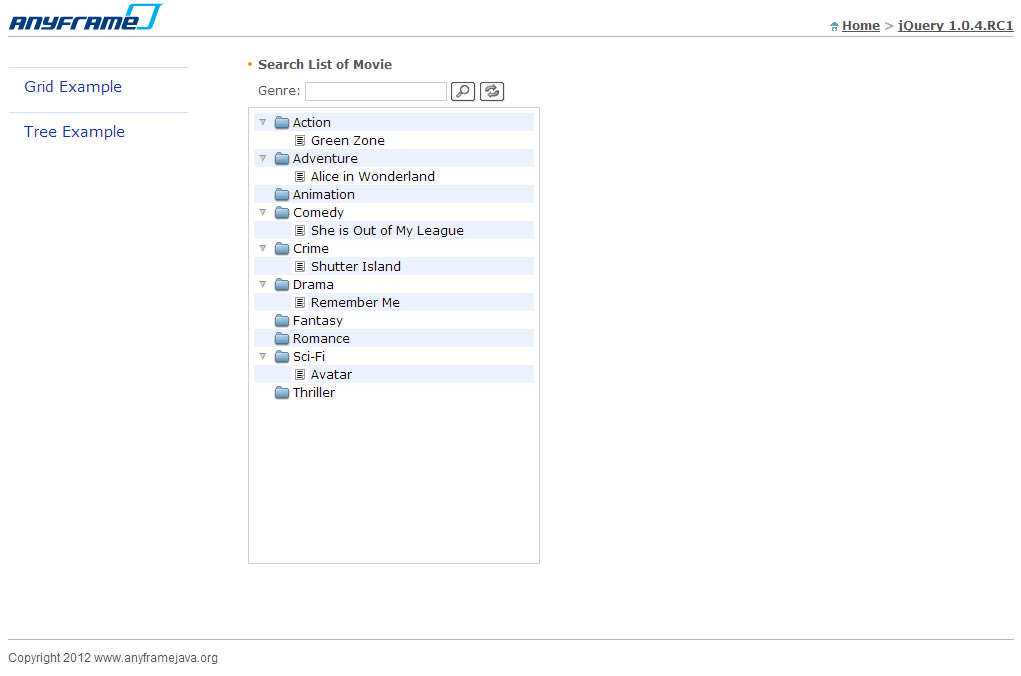 ANYFRAME
Home > jQuery 1.0.4.RC1
Grid Example
Tree Example
Search List of Movie
Genre:
Action
Green Zone
Adventure
Alice in Wonderland
Animation
Comedy
She is Out of My League
Crime
Shutter Island
Drama
Remember Me
Fantasy
Romance
Sci-Fi
Avatar
Thriller
Copyright 2012 www.anyframejava.org